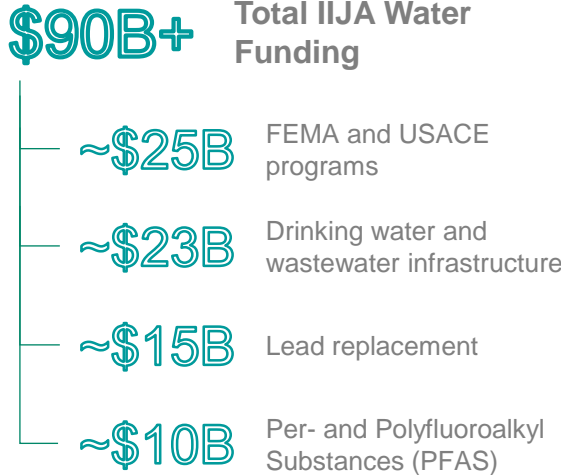 $90B+
Total IIJA Water
Funding
~$25B
FEMA and USACE
programs
~$23B
Drinking water and
wastewater infrastructure
~$15B
Lead replacement
~$10B
Per- and Polyfluoroalkyl
Substances (PFAS)